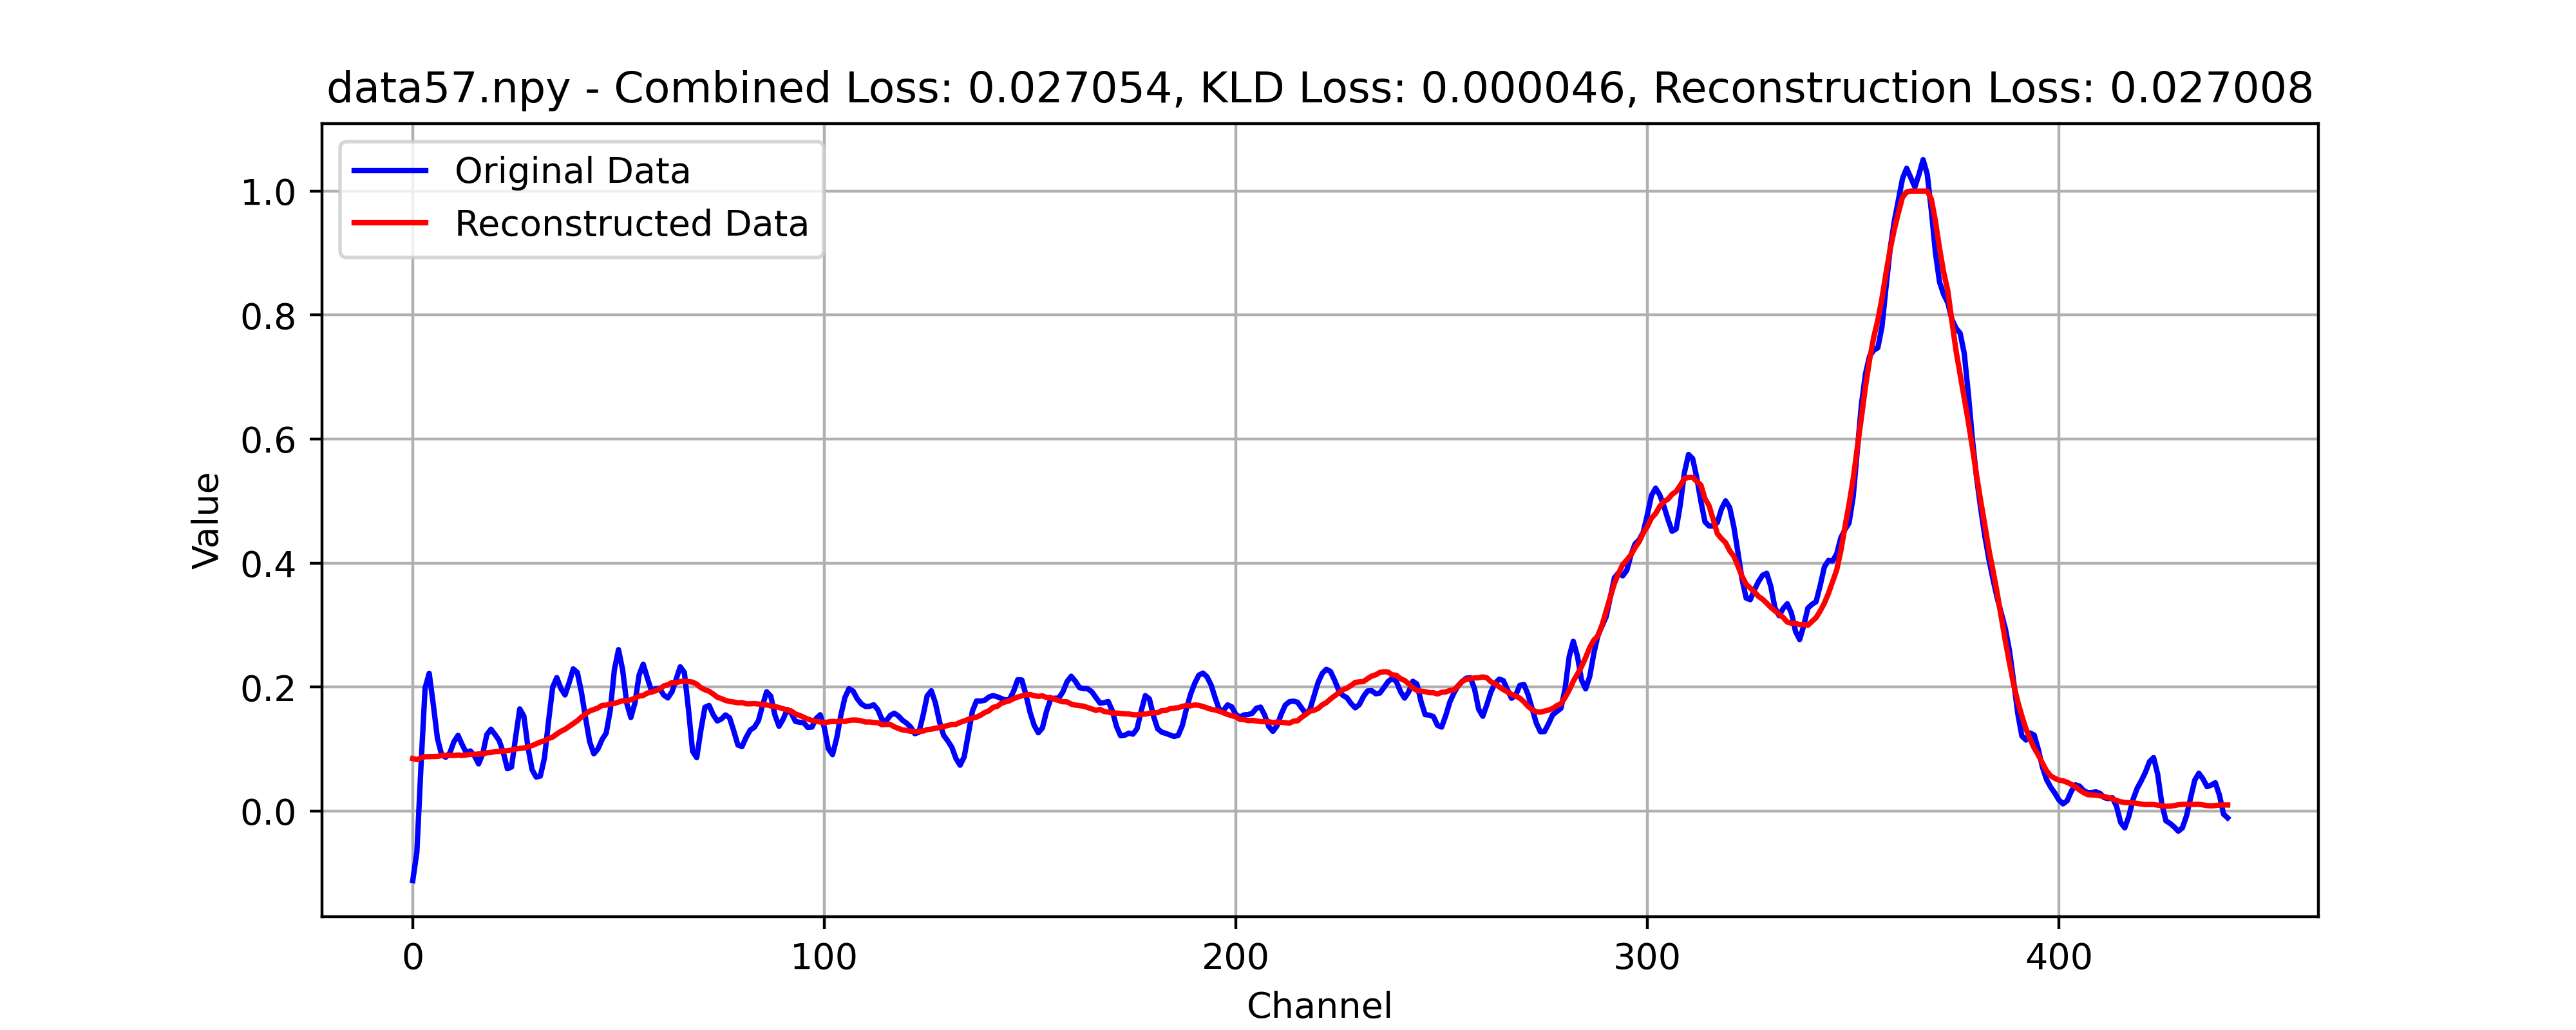 data57.npy - Combined Loss: 0.027054, KLD Loss: 0.000046, Reconstruction Loss: 0.027008
Original Data
Reconstructed Data
Value
1.0
0.8
0.6
0.4
0.2
0.0
0 100 200 300 400
Channel